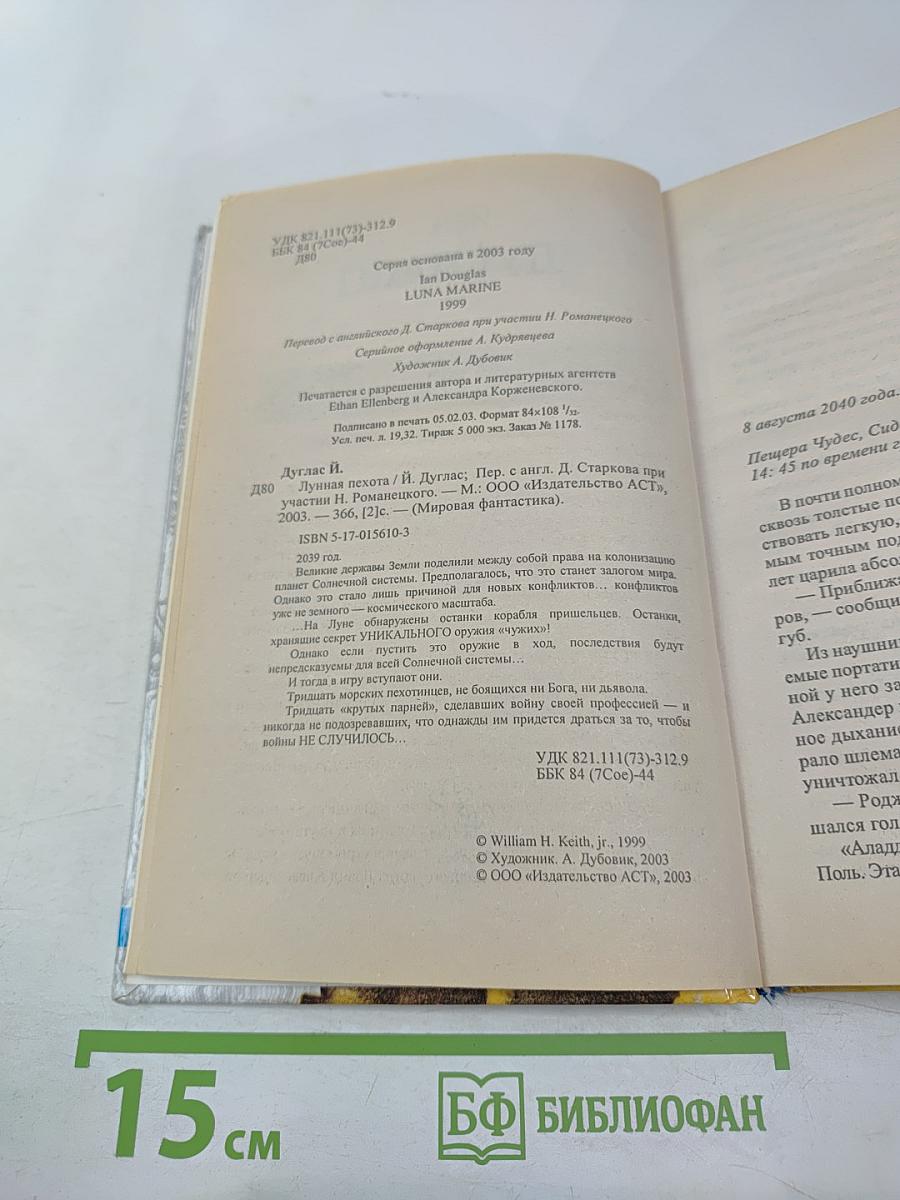 УДК 821.111(73)-312.9
ББК 84 (7Сое)-44
Д80
Серия основана в 2003 году
Ian Douglas
LUNA MARINE
1999
Перевод с английского Д. Старкова при участии Н. Романецкого
Серийное оформление А. Кудрявцева
Художник А. Дубовик
Печатается с разрешения автора и литературных агентств
Ethan Ellenberg и Александра Корженевского.
Подписано в печать 05.02.03. Формат 84×108 1/32.
Усл. печ. л. 19,32. Тираж 5 000 экз. Заказ № 1178.
Дуглас Й.
Д80 Лунная пехота / Й. Дуглас; Пер. с англ. Д. Старкова при
участии Н. Романецкого. — М.: ООО «Издательство АСТ»,
2003. — 366, [2]с. — (Мировая фантастика).
ISBN 5-17-015610-3
2039 год.
Великие державы Земли поделили между собой права на колонизацию
планет Солнечной системы. Предполагалось, что это станет залогом мира.
Однако это стало лишь причиной для новых конфликтов... конфликтов
уже не земного — космического масштаба.
...На Луне обнаружены останки корабля пришельцев. Останки,
хранящие секрет УНИКАЛЬНОГО оружия «чужих»!
Однако если пустить это оружие в ход, последствия будут
непредсказуемы для всей Солнечной системы...
И тогда в игру вступают они.
Тридцать морских пехотинцев, не боящихся ни Бога, ни дьявола.
Тридцать «крутых парней», сделавших войну своей профессией — и
никогда не подозревавших, что однажды им придется драться за то, чтобы
войны НЕ СЛУЧИЛОСЬ...
УДК 821.111(73)-312.9
ББК 84 (7Сое)-44
© William H. Keith, jr., 1999
© Художник. А. Дубовик, 2003
© ООО «Издательство АСТ», 2003
8 августа 2040 года.
Пещера Чудес, Сид
14: 45 по времени г
В почти полном
сквозь толстые по
ствовать легкую,
мым точным под
лет царила абсо
— Приближа
ров, — сообщи
губ.
Из наушни
емые портати
ной у него за
Александер
ное дыхание
рало шлема
уничтожал
— Родж
шался гол
«Аладд
Поль. Эта
15 см
БФ БИБЛИОФАН